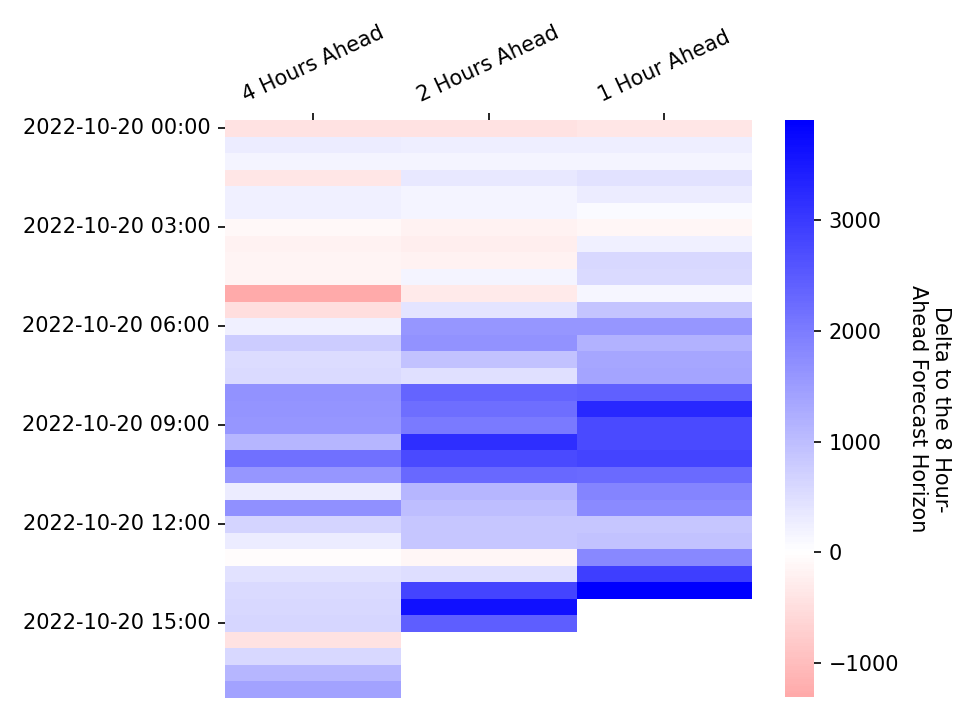 4 Hours Ahead
2 Hours Ahead
1 Hour Ahead
2022-10-20 00:00
2022-10-20 03:00
2022-10-20 06:00
2022-10-20 09:00
2022-10-20 12:00
2022-10-20 15:00
3000
2000
1000
0
−1000
Delta to the 8 Hour-
Ahead Forecast Horizon